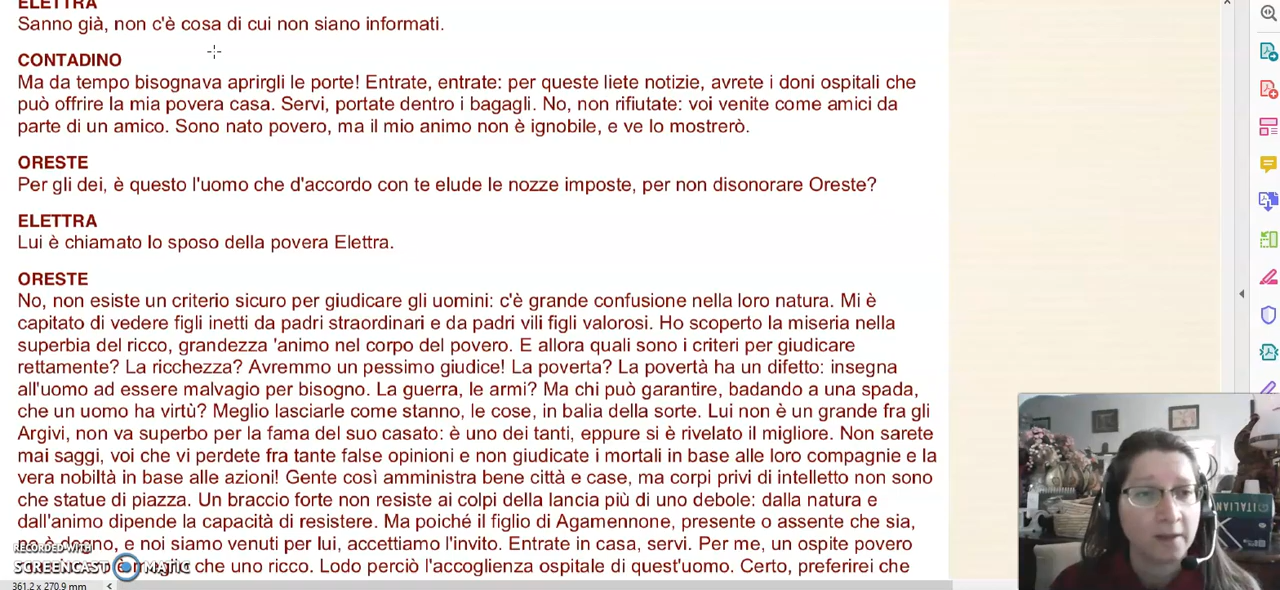 ELETTRA
Sanno già, non c'è cosa di cui non siano informati.
CONTADINO
Ma da tempo bisognava aprirgli le porte! Entrate, entrate: per queste liete notizie, avrete i doni ospitali che
può offrire la mia povera casa. Servi, portate dentro i bagagli. No, non rifiutate: voi venite come amici da
parte di un amico. Sono nato povero, ma il mio animo non è ignobile, e ve lo mostrerò.
ORESTE
Per gli dei, è questo l'uomo che d'accordo con te elude le nozze imposte, per non disonorare Oreste?
ELETTRA
Lui è chiamato lo sposo della povera Elettra.
ORESTE
No, non esiste un criterio sicuro per giudicare gli uomini: c'è grande confusione nella loro natura. Mi è
capitato di vedere figli inetti da padri straordinari e da padri vili figli valorosi. Ho scoperto la miseria nella
superbia del ricco, grandezza 'animo nel corpo del povero. E allora quali sono i criteri per giudicare
rettamente? La ricchezza? Avremmo un pessimo giudice! La poverta? La povertà ha un difetto: insegna
all'uomo ad essere malvagio per bisogno. La guerra, le armi? Ma chi può garantire, badando a una spada,
che un uomo ha virtù? Meglio lasciarle come stanno, le cose, in balia della sorte. Lui non è un grande fra gli
Argivi, non va superbo per la fama del suo casato: è uno dei tanti, eppure si è rivelato il migliore. Non sarete
mai saggi, voi che vi perdete fra tante false opinioni e non giudicate i mortali in base alle loro compagnie e la
vera nobiltà in base alle azioni! Gente così amministra bene città e case, ma corpi privi di intelletto non sono
che statue di piazza. Un braccio forte non resiste ai colpi della lancia più di uno debole: dalla natura e
dall'animo dipende la capacità di resistere. Ma poiché il figlio di Agamennone, presente o assente che sia,
è degno, e noi siamo venuti per lui, accettiamo l'invito. Entrate in casa, servi. Per me, un ospite povero
che uno ricco. Lodo perciò l'accoglienza ospitale di quest'uomo. Certo, preferirei che
RECORDED WITH
SCREENCAST MATIC
361.2 x 270.9 mm
ITALIANI